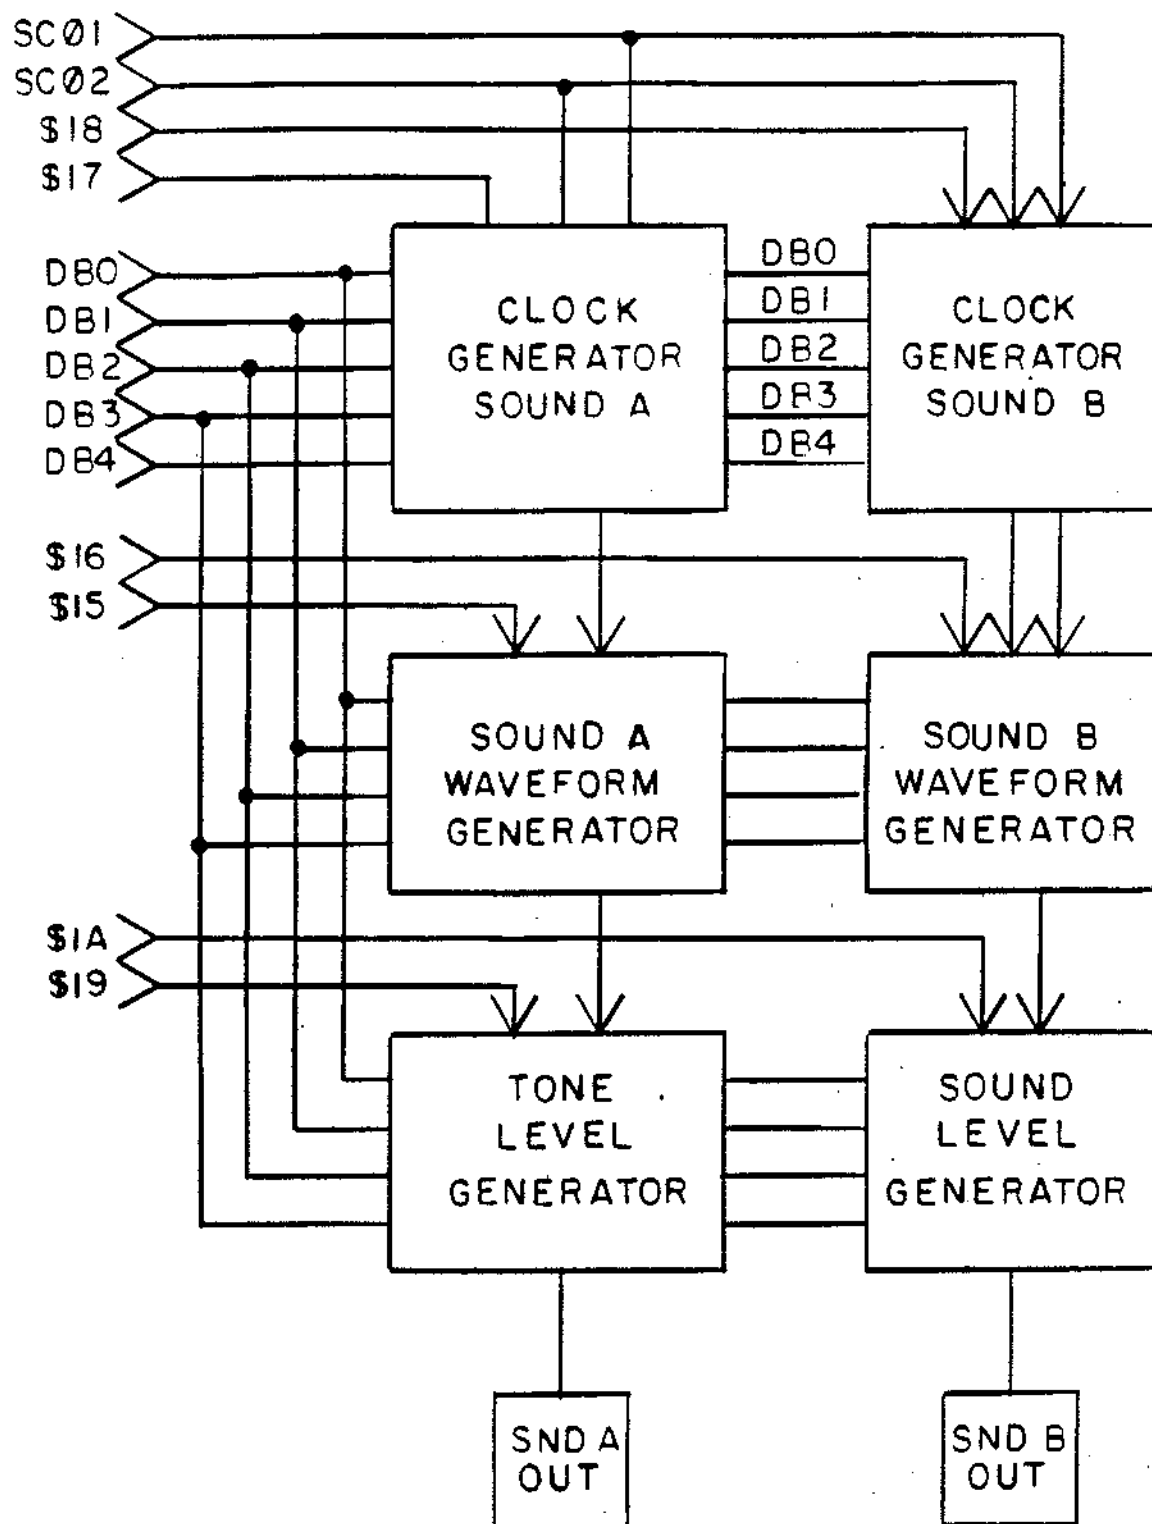 SCØ1
SCØ2
$18
$17
DB0
DB1
DB2
DB3
DB4
CLOCK
GENERATOR
SOUND A
DB0
DB1
DB2
DB3
DB4
CLOCK
GENERATOR
SOUND B
$16
$15
SOUND A
WAVEFORM
GENERATOR
SOUND B
WAVEFORM
GENERATOR
$1A
$19
TONE
LEVEL
GENERATOR
SOUND
LEVEL
GENERATOR
SND A
OUT
SND B
OUT